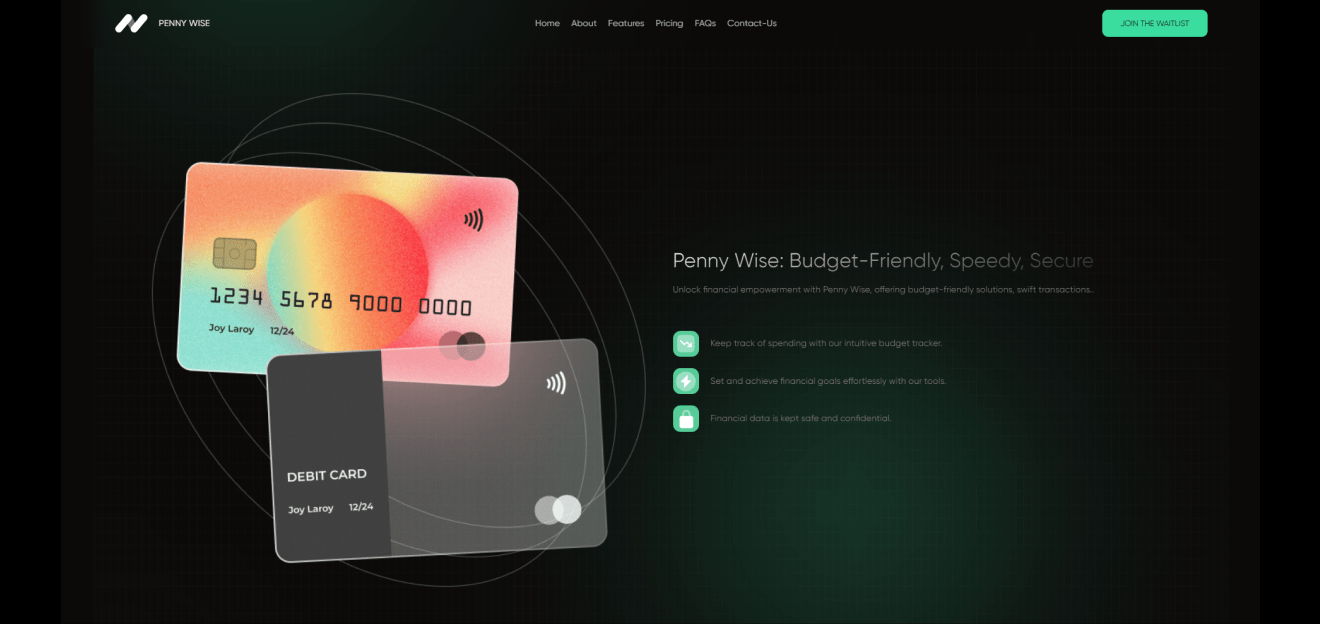 PENNY WISE
Home About Features Pricing FAQs Contact-Us
JOIN THE WAITLIST
1234 5678 9000 0000
Joy Laroy 12/24
DEBIT CARD
Joy Laroy 12/24
Penny Wise: Budget-Friendly, Speedy, Secure
Unlock financial empowerment with Penny Wise, offering budget-friendly solutions, swift transactions..
Keep track of spending with our intuitive budget tracker.
Set and achieve financial goals effortlessly with our tools.
Financial data is kept safe and confidential.